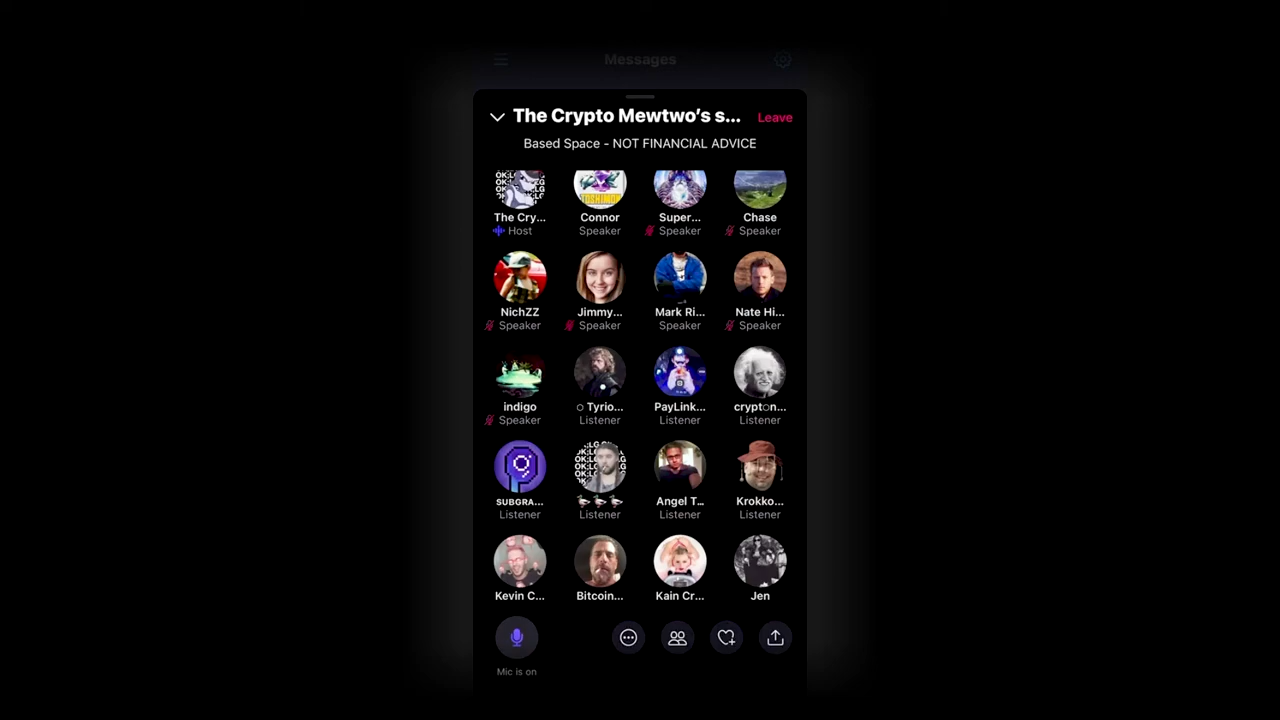 Messages
The Crypto Mewtwo’s s...
Leave
Based Space - NOT FINANCIAL ADVICE
The Cry... Connor Super... Chase
Host Speaker Speaker Speaker
NichZZ Jimmy... Mark Ri... Nate Hi...
Speaker Speaker Speaker Speaker
indigo Tyrio... PayLink... crypt○n...
Speaker Listener Listener Listener
SUBGRA... Angel T... Krokko...
Listener Listener Listener Listener
Kevin C... Bitcoin... Kain Cr... Jen
Mic is on